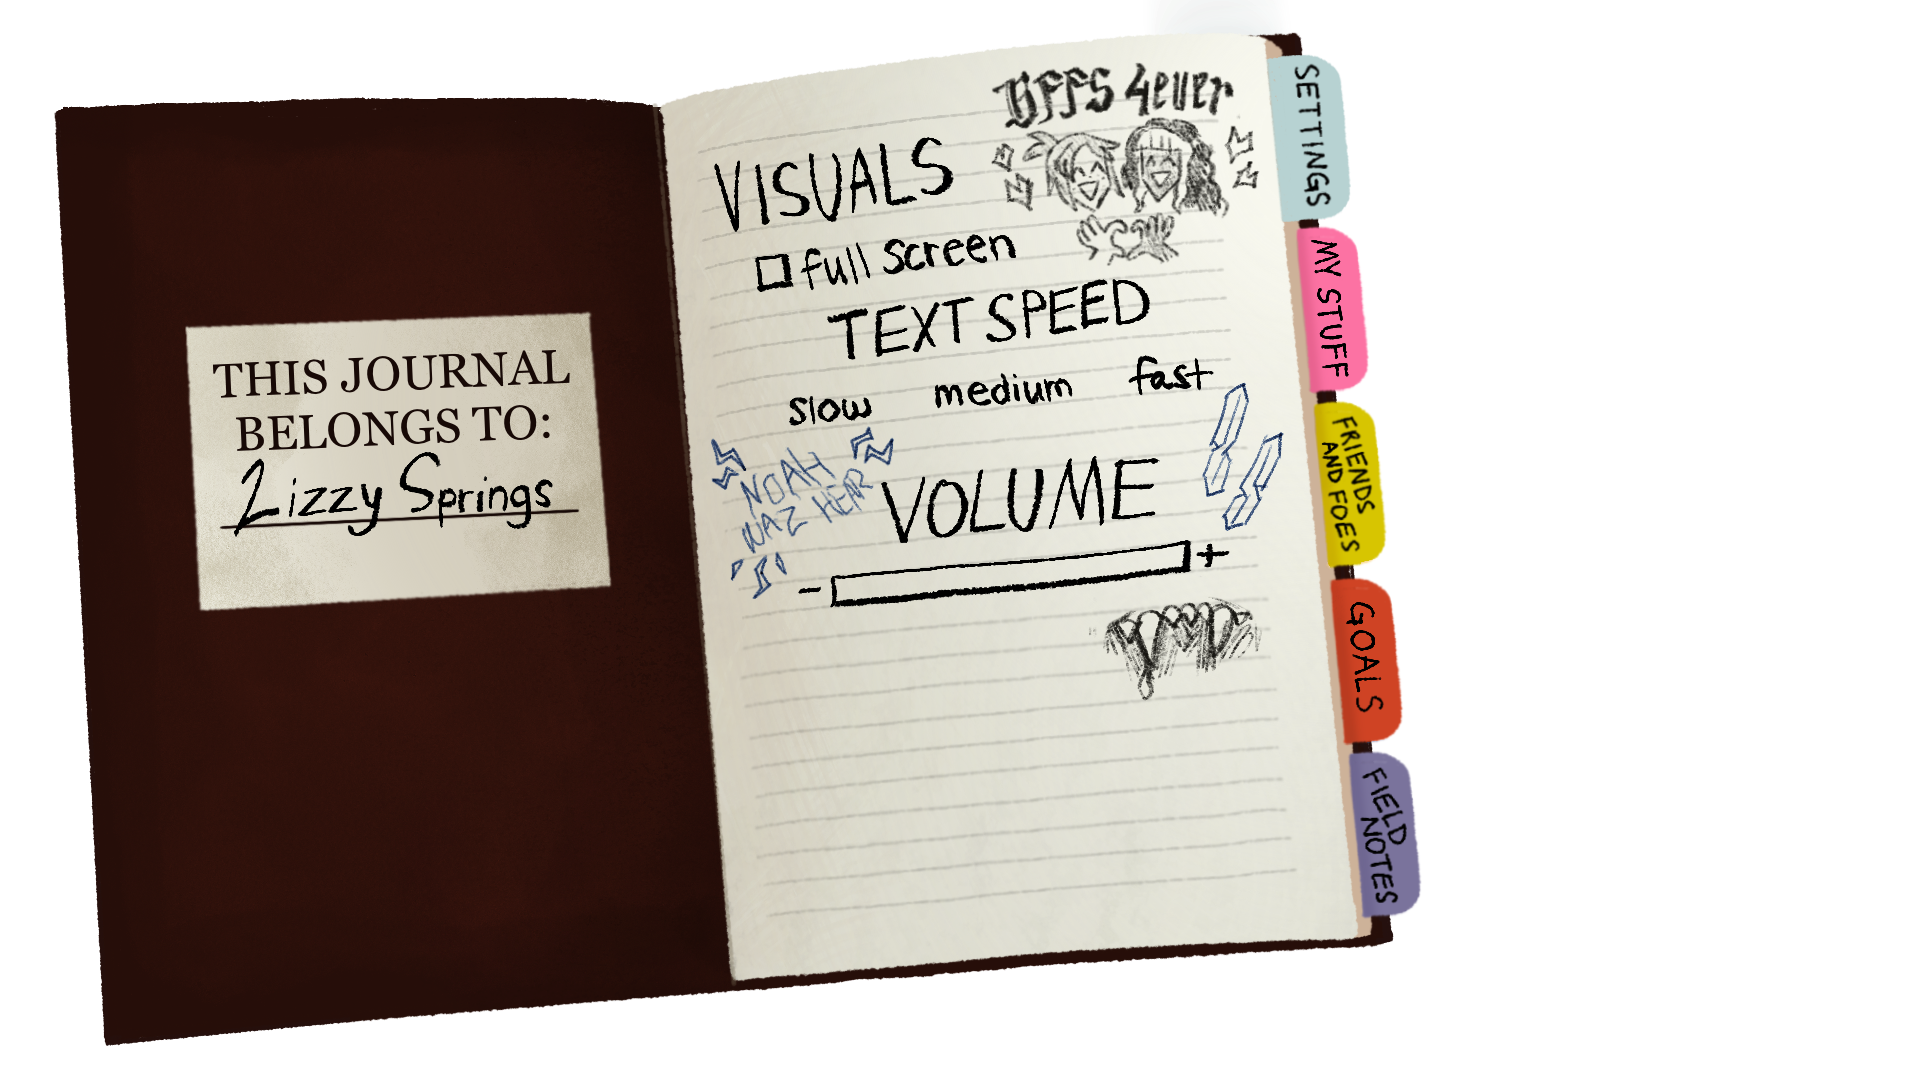 THIS JOURNAL
BELONGS TO:
Lizzy Springs
BFFS 4ever
VISUALS
full screen
TEXT SPEED
slow medium fast
NOAH
WAZ HEAR
VOLUME
- +
SETTINGS
MY STUFF
FRIENDS
AND FOES
GOALS
FIELD
NOTES